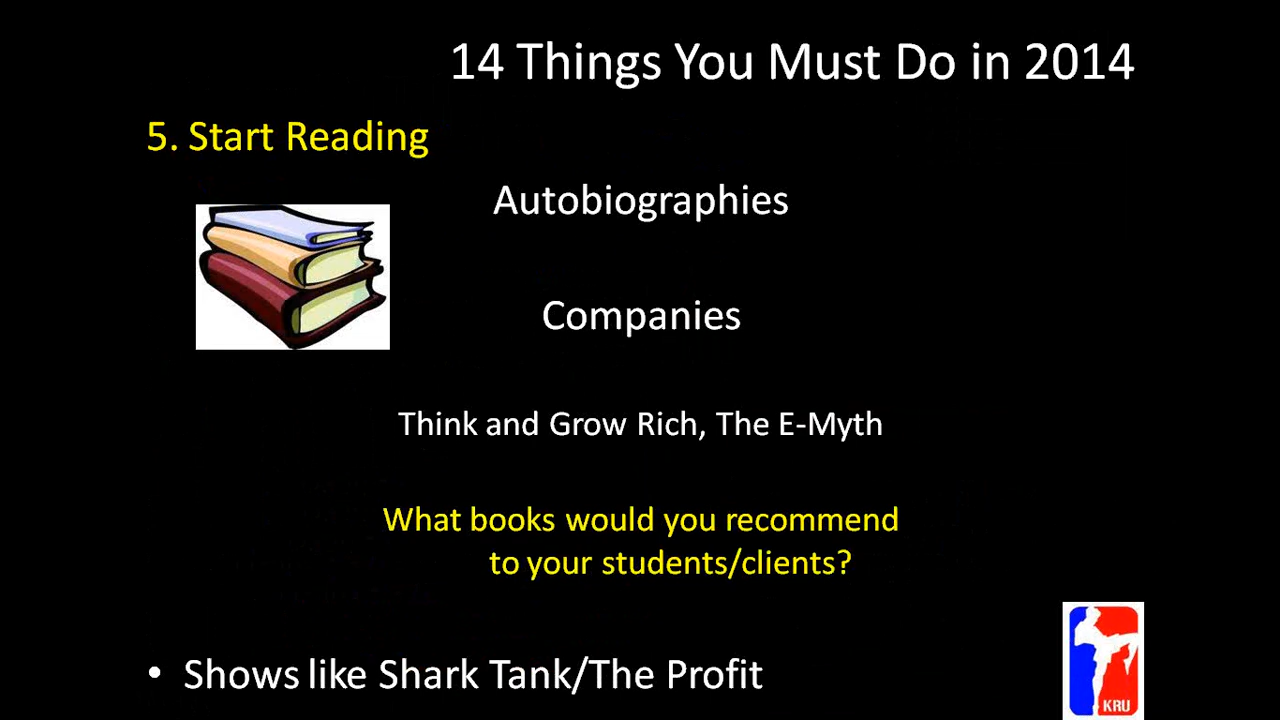 14 Things You Must Do in 2014
5. Start Reading
Autobiographies
Companies
Think and Grow Rich, The E-Myth
What books would you recommend
to your students/clients?
• Shows like Shark Tank/The Profit
KRU